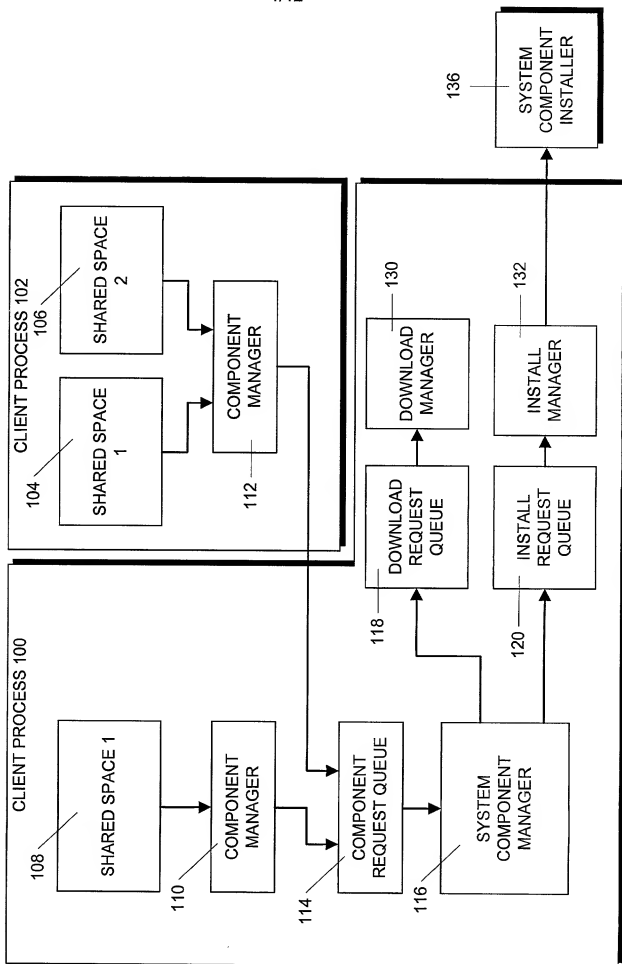 CLIENT PROCESS 100
108
SHARED SPACE 1
110
COMPONENT
MANAGER
114
COMPONENT
REQUEST QUEUE
116
SYSTEM
COMPONENT
MANAGER
CLIENT PROCESS 102
104
SHARED SPACE
1
106
SHARED SPACE
2
COMPONENT
MANAGER
112
118
DOWNLOAD
REQUEST
QUEUE
DOWNLOAD
MANAGER
130
120
INSTALL
REQUEST
QUEUE
INSTALL
MANAGER
132
136
SYSTEM
COMPONENT
INSTALLER